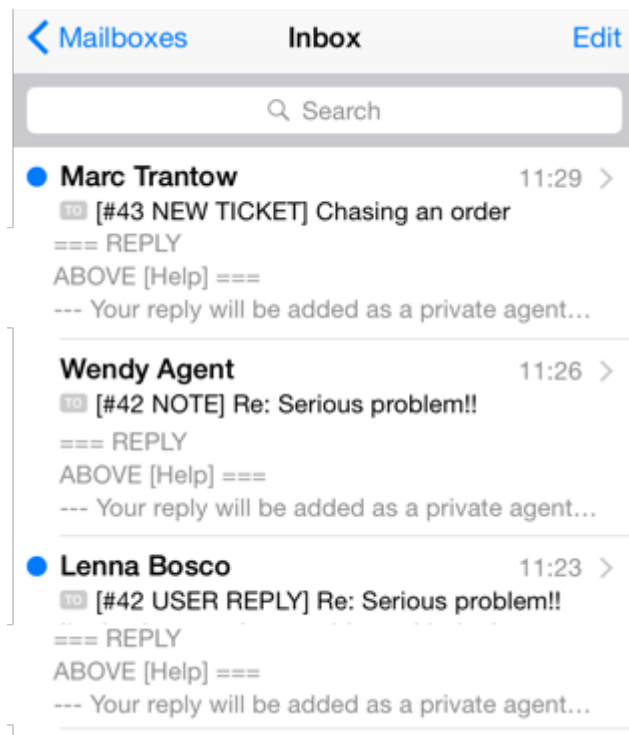 Mailboxes Inbox Edit
Search
Marc Trantow 11:29
TO [#43 NEW TICKET] Chasing an order
=== REPLY
ABOVE [Help] ===
--- Your reply will be added as a private agent...
Wendy Agent 11:26
TO [#42 NOTE] Re: Serious problem!!
=== REPLY
ABOVE [Help] ===
--- Your reply will be added as a private agent...
Lenna Bosco 11:23
TO [#42 USER REPLY] Re: Serious problem!!
=== REPLY
ABOVE [Help] ===
--- Your reply will be added as a private agent...